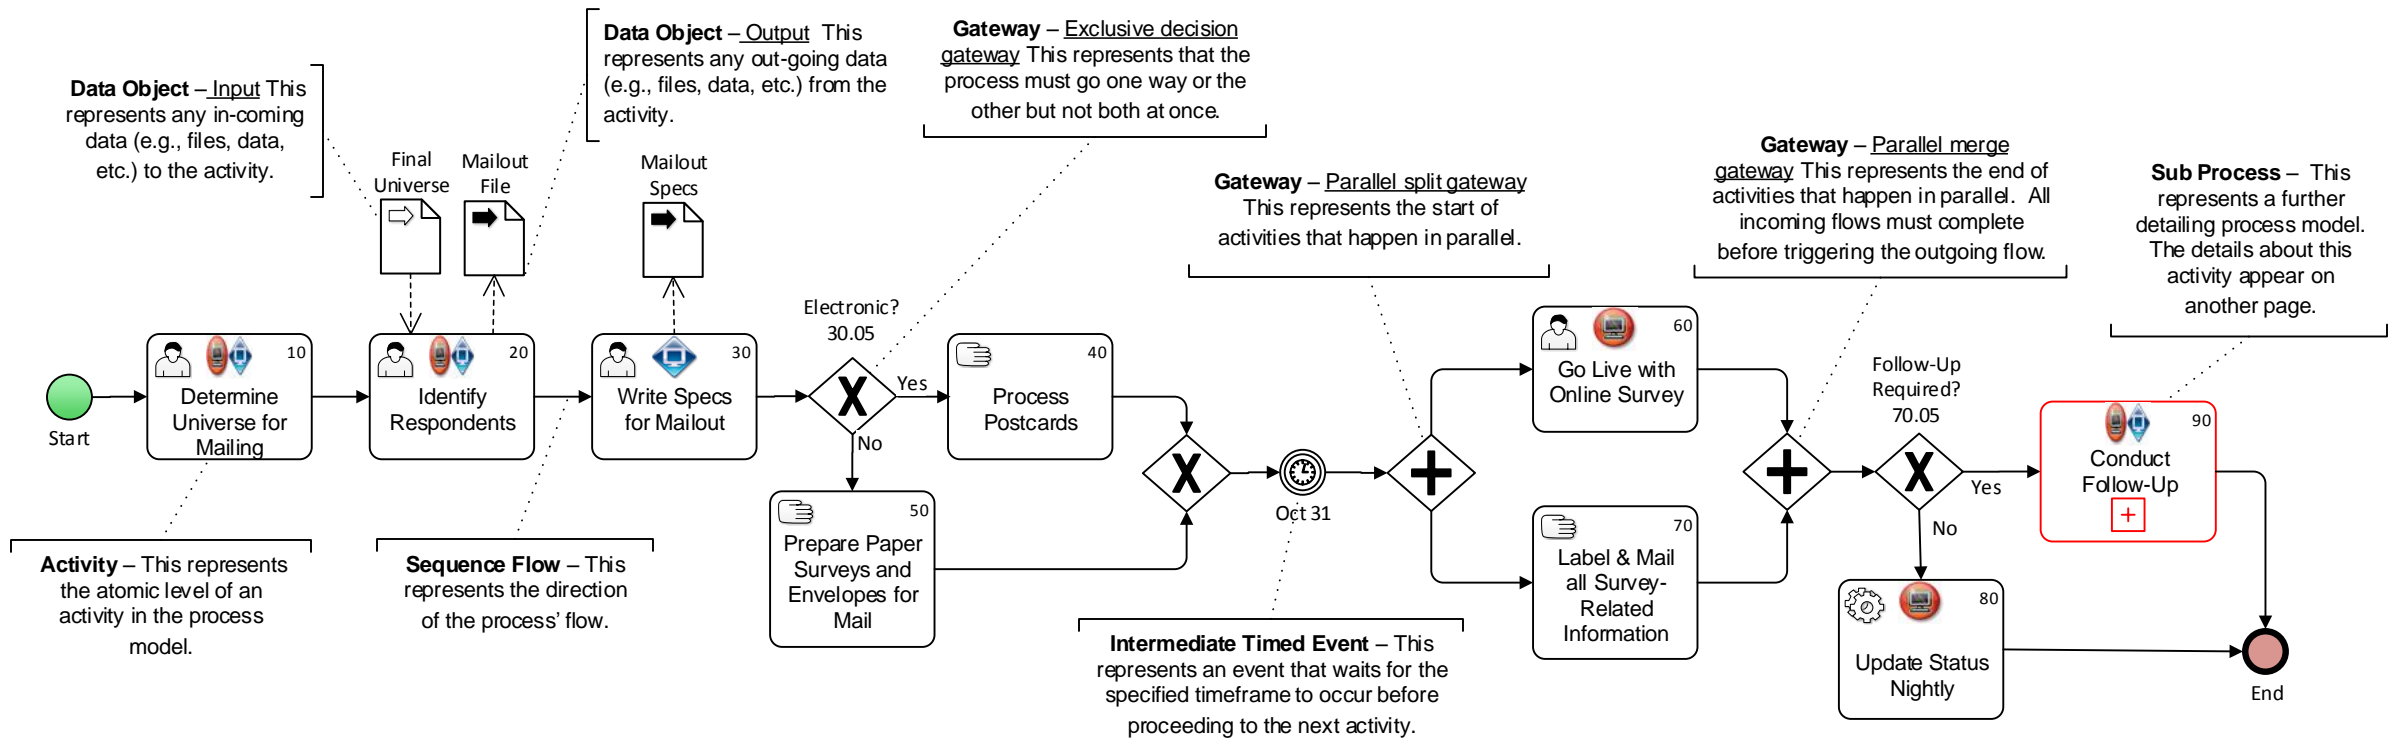 Data Object – Input This
represents any in-coming
data (e.g., files, data,
etc.) to the activity.
Data Object – Output  This
represents any out-going data
(e.g., files, data, etc.) from the
activity.
Gateway – Exclusive decision
gateway This represents that the
process must go one way or the
other but not both at once.
Gateway – Parallel split gateway
This represents the start of
activities that happen in parallel.
Gateway – Parallel merge
gateway This represents the end of
activities that happen in parallel.  All
incoming flows must complete
before triggering the outgoing flow.
Sub Process –  This
represents a further
detailing process model.
The details about this
activity appear on
another page.
Final
Universe
Mailout
File
Mailout
Specs
Start
10
Determine
Universe for
Mailing
20
Identify
Respondents
30
Write Specs
for Mailout
Electronic?
30.05
Yes
No
40
Process
Postcards
50
Prepare Paper
Surveys and
Envelopes for
Mail
Oct 31
60
Go Live with
Online Survey
70
Label & Mail
all Survey-
Related
Information
Follow-Up
Required?
70.05
Yes
No
90
Conduct
Follow-Up
80
Update Status
Nightly
End
Activity – This represents
the atomic level of an
activity in the process
model.
Sequence Flow – This
represents the direction
of the process’ flow.
Intermediate Timed Event – This
represents an event that waits for the
specified timeframe to occur before
proceeding to the next activity.